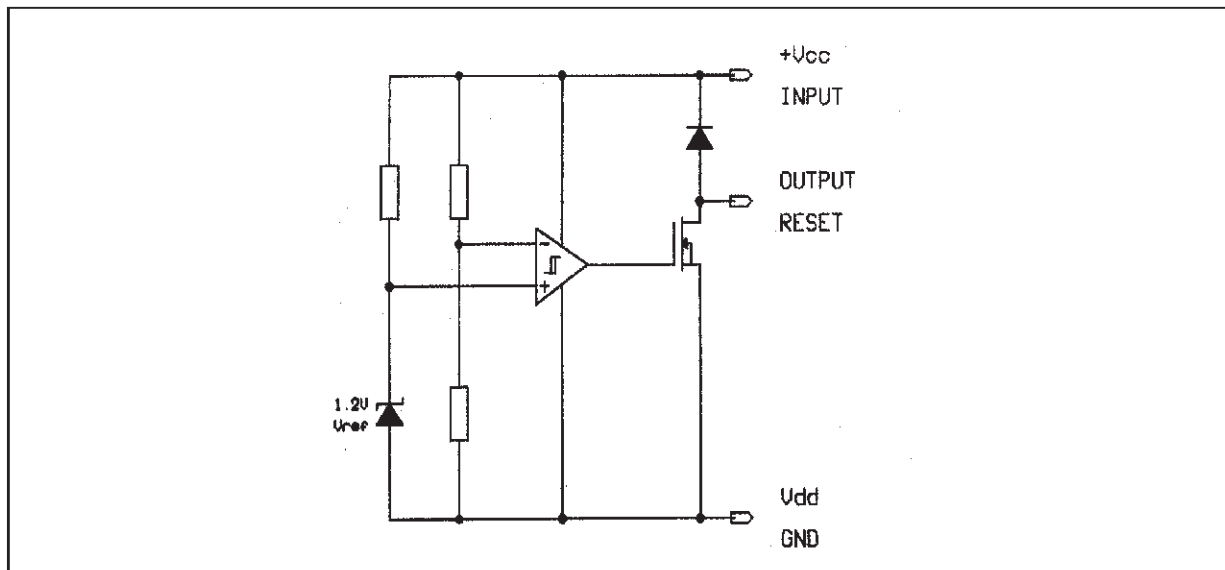 +Vcc
INPUT
OUTPUT
RESET
-
+
1.2V
Vref
Vdd
GND